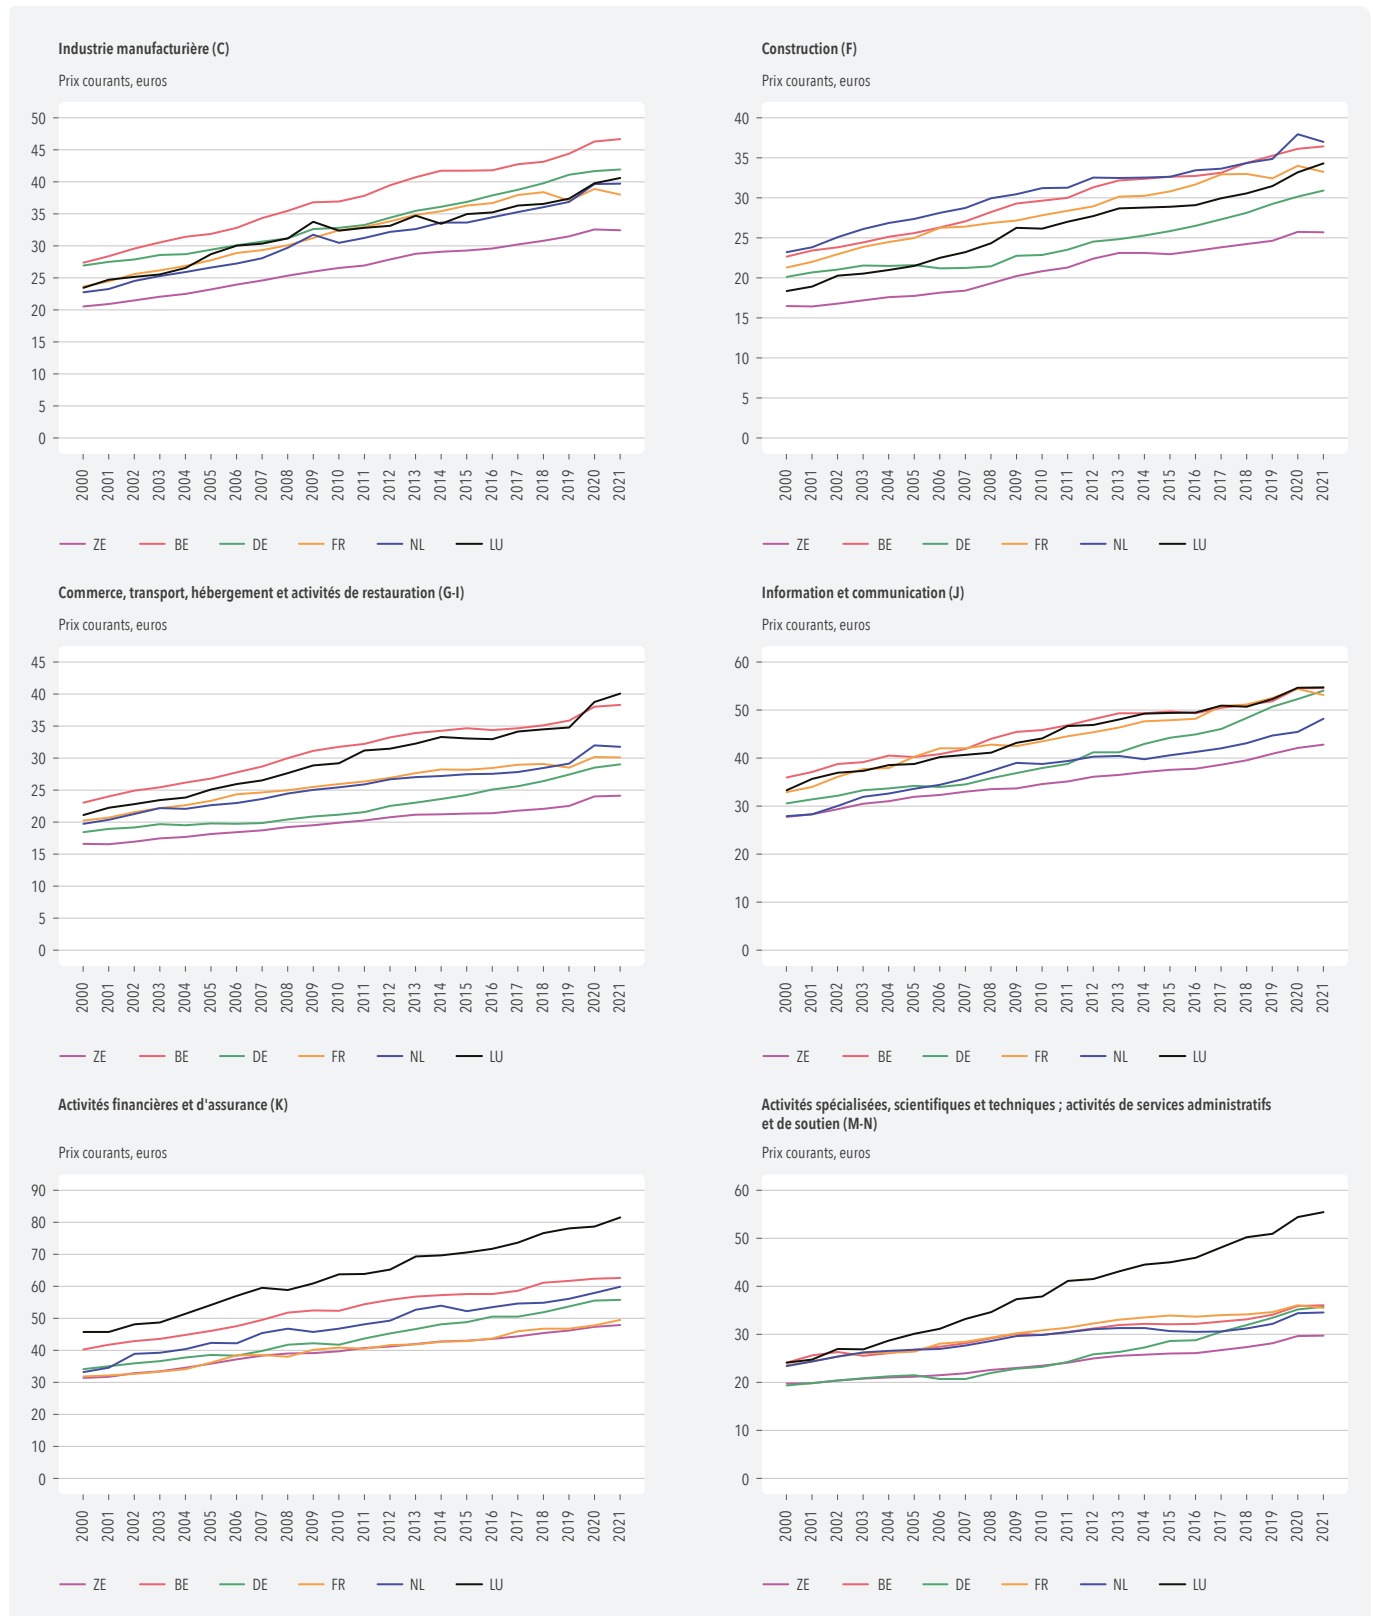 Industrie manufacturière (C)
Prix courants, euros
50
45
40
35
30
25
20
15
10
5
0
2000 2001 2002 2003 2004 2005 2006 2007 2008 2009 2010 2011 2012 2013 2014 2015 2016 2017 2018 2019 2020 2021
ZE BE DE FR NL LU
Construction (F)
Prix courants, euros
40
35
30
25
20
15
10
5
0
2000 2001 2002 2003 2004 2005 2006 2007 2008 2009 2010 2011 2012 2013 2014 2015 2016 2017 2018 2019 2020 2021
ZE BE DE FR NL LU
Commerce, transport, hébergement et activités de restauration (G-I)
Prix courants, euros
45
40
35
30
25
20
15
10
5
0
2000 2001 2002 2003 2004 2005 2006 2007 2008 2009 2010 2011 2012 2013 2014 2015 2016 2017 2018 2019 2020 2021
ZE BE DE FR NL LU
Information et communication (J)
Prix courants, euros
60
50
40
30
20
10
0
2000 2001 2002 2003 2004 2005 2006 2007 2008 2009 2010 2011 2012 2013 2014 2015 2016 2017 2018 2019 2020 2021
ZE BE DE FR NL LU
Activités financières et d'assurance (K)
Prix courants, euros
90
80
70
60
50
40
30
20
10
0
2000 2001 2002 2003 2004 2005 2006 2007 2008 2009 2010 2011 2012 2013 2014 2015 2016 2017 2018 2019 2020 2021
ZE BE DE FR NL LU
Activités spécialisées, scientifiques et techniques ; activités de services administratifs
et de soutien (M-N)
Prix courants, euros
60
50
40
30
20
10
0
2000 2001 2002 2003 2004 2005 2006 2007 2008 2009 2010 2011 2012 2013 2014 2015 2016 2017 2018 2019 2020 2021
ZE BE DE FR NL LU